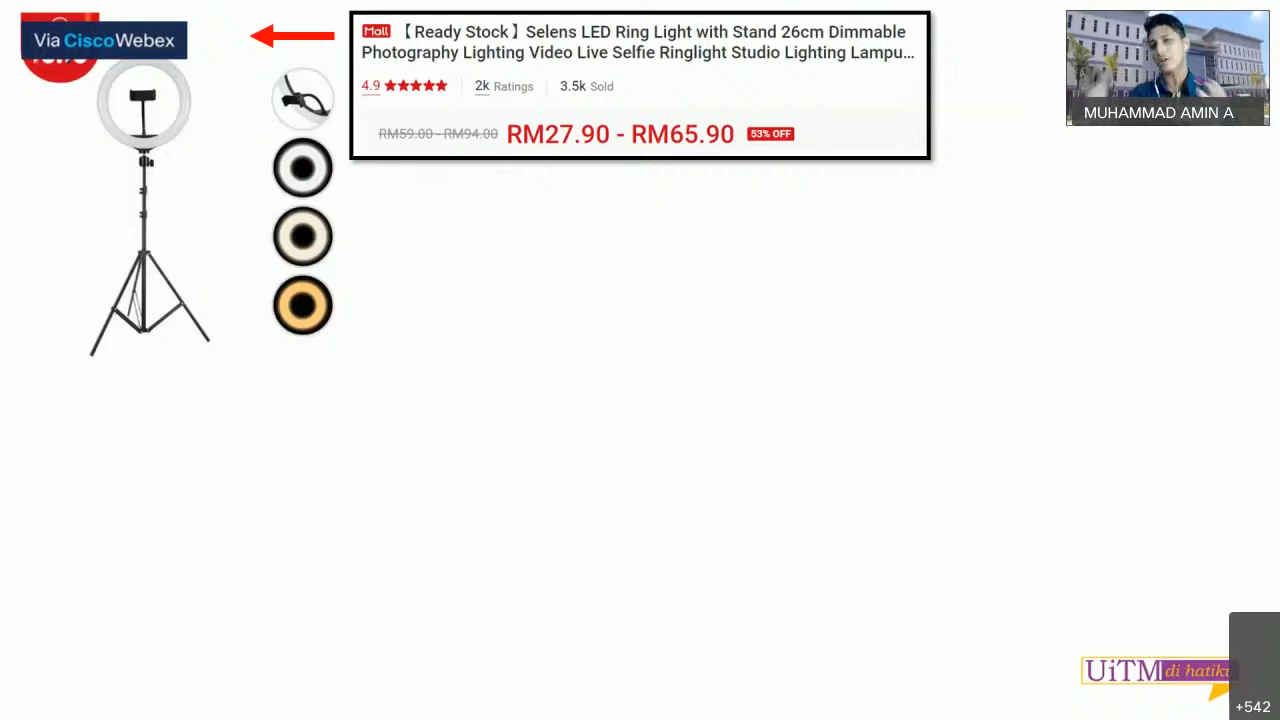 Via Cisco Webex
Mall 【Ready Stock】Selens LED Ring Light with Stand 26cm Dimmable
Photography Lighting Video Live Selfie Ringlight Studio Lighting Lampu...
4.9 2k Ratings 3.5k Sold
RM59.00 - RM94.00 RM27.90 - RM65.90 53% OFF
MUHAMMAD AMIN A
UiTM di hatiku
+542